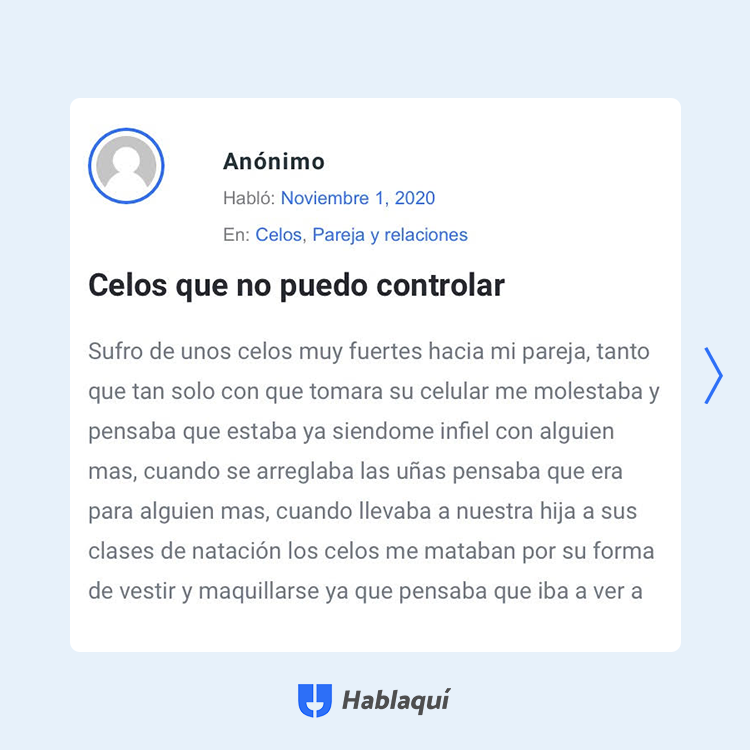 Anónimo
Habló: Noviembre 1, 2020
En: Celos, Pareja y relaciones
Celos que no puedo controlar
Sufro de unos celos muy fuertes hacia mi pareja, tanto
que tan solo con que tomara su celular me molestaba y
pensaba que estaba ya siendome infiel con alguien
mas, cuando se arreglaba las uñas pensaba que era
para alguien mas, cuando llevaba a nuestra hija a sus
clases de natación los celos me mataban por su forma
de vestir y maquillarse ya que pensaba que iba a ver a
Hablaquí